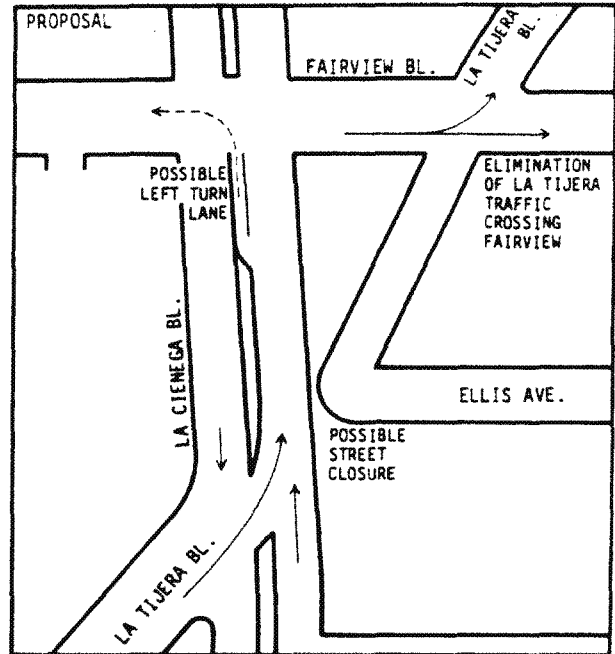 PROPOSAL
LA TIJERA
BL.
FAIRVIEW BL.
POSSIBLE
LEFT TURN
LANE
ELIMINATION
OF LA TIJERA
TRAFFIC
CROSSING
FAIRVIEW
LA CIENEGA BL.
ELLIS AVE.
POSSIBLE
STREET
CLOSURE
LA TIJERA BL.